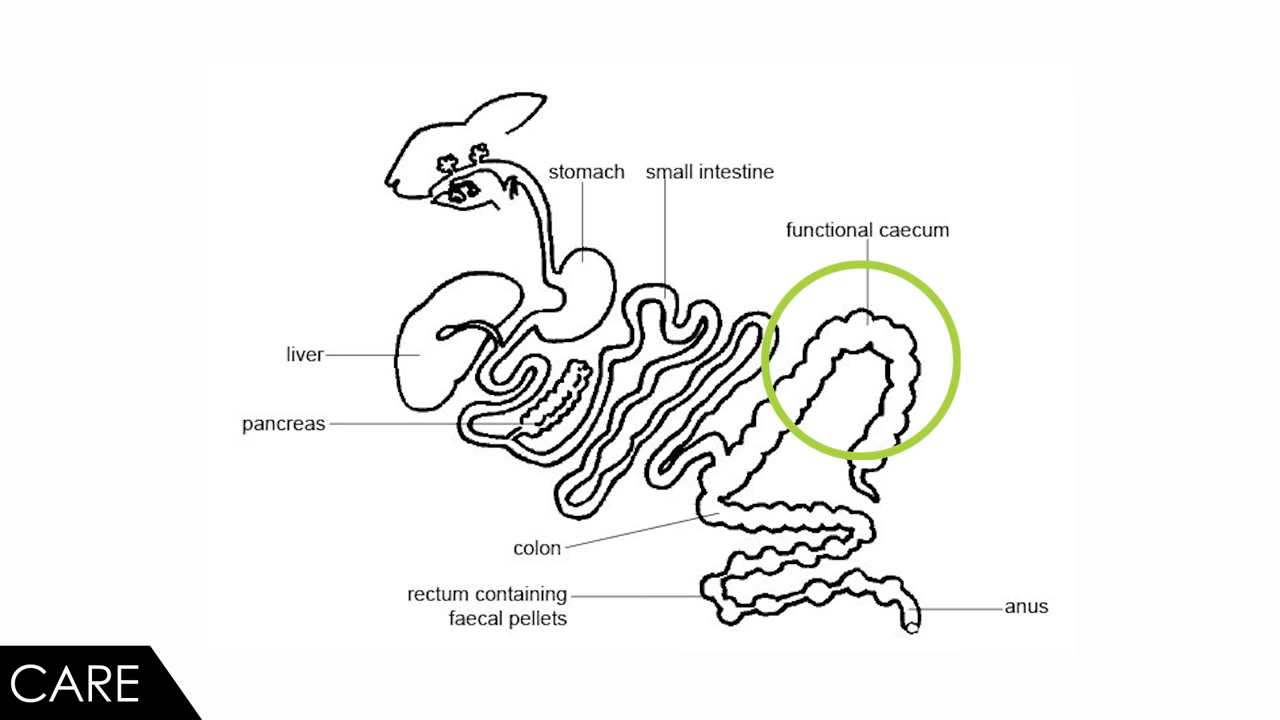 stomach
small intestine
functional caecum
liver
pancreas
colon
rectum containing
faecal pellets
anus
CARE